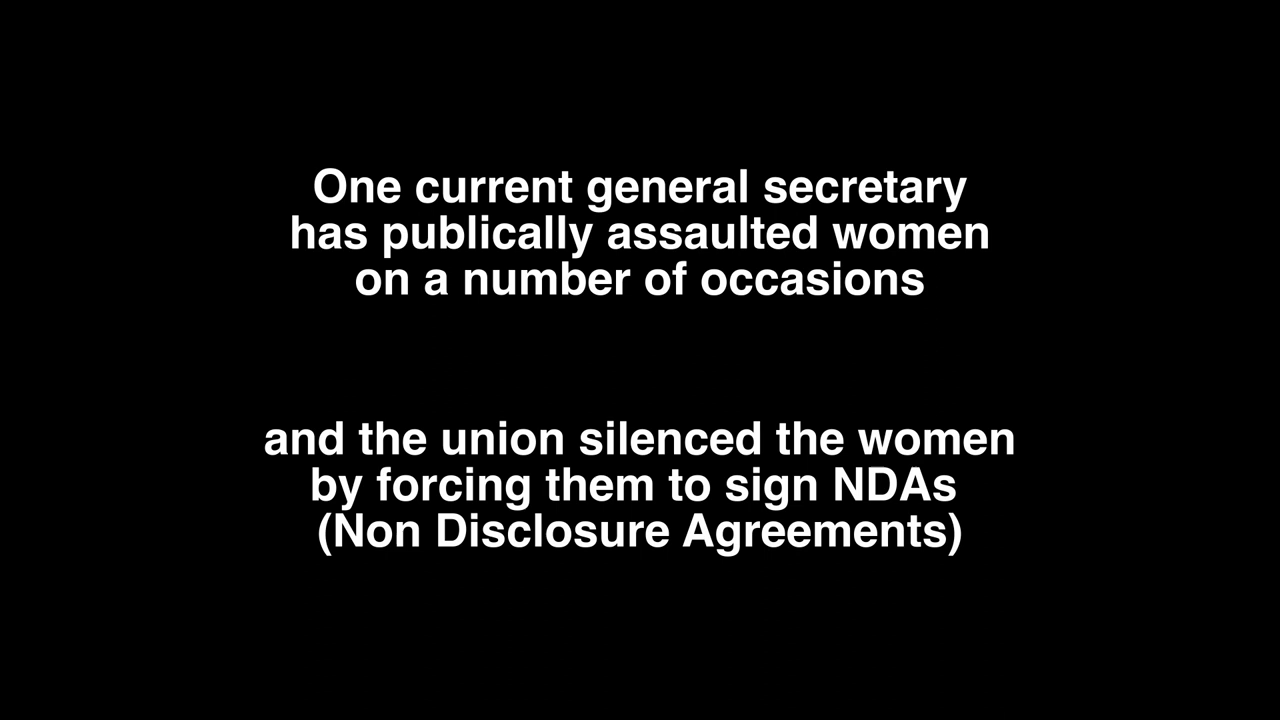 One current general secretary
has publically assaulted women
on a number of occasions
and the union silenced the women
by forcing them to sign NDAs
(Non Disclosure Agreements)